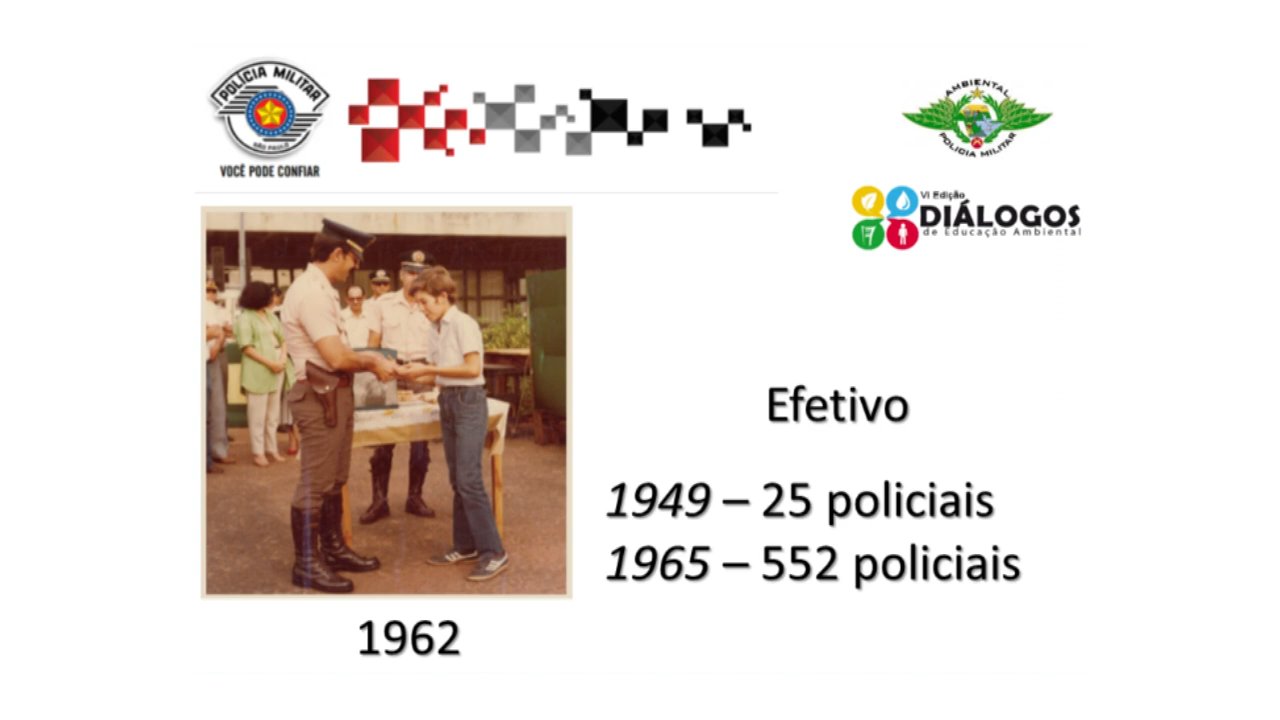 POLÍCIA MILITAR
SÃO PAULO
VOCÊ PODE CONFIAR
AMBIENTAL
POLÍCIA MILITAR
VI Edição
DIÁLOGOS
de Educação Ambiental
Efetivo
1949 – 25 policiais
1965 – 552 policiais
1962